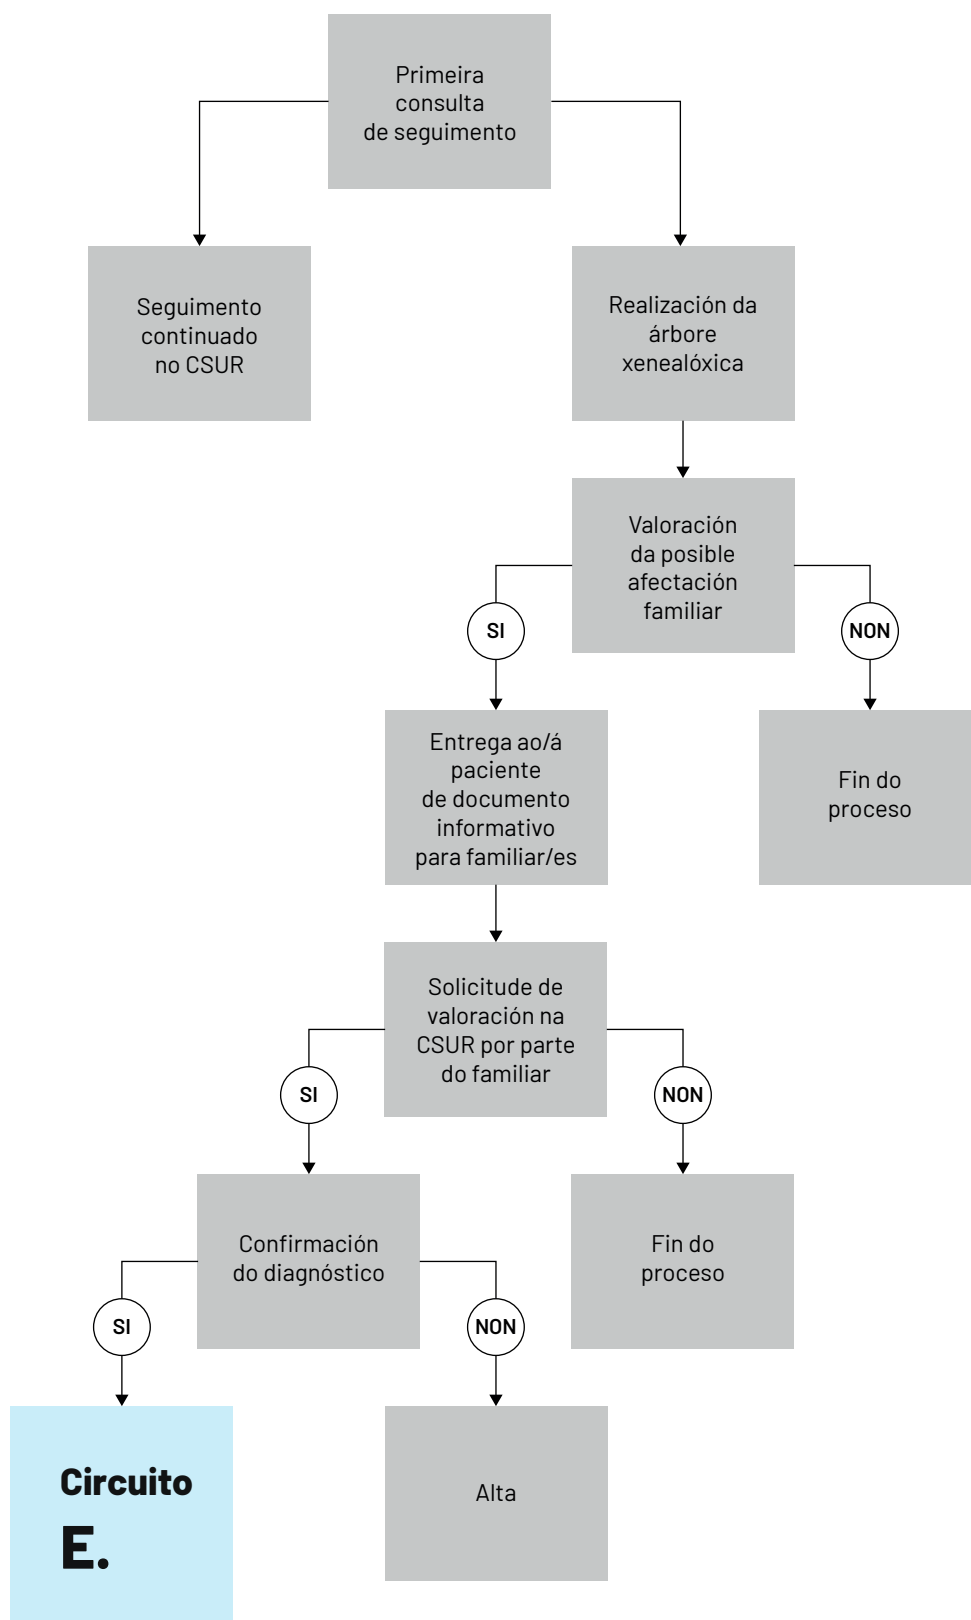 Primeira
consulta
de seguimento
Seguimento
continuado
no CSUR
Realización da
árbore
xenealóxica
Valoración
da posible
afectación
familiar
SI
NON
Entrega ao/á
paciente
de documento
informativo
para familiar/es
Fin do
proceso
Solicitude de
valoración na
CSUR por parte
do familiar
SI
NON
Confirmación
do diagnóstico
Fin do
proceso
SI
NON
Circuito
E.
Alta